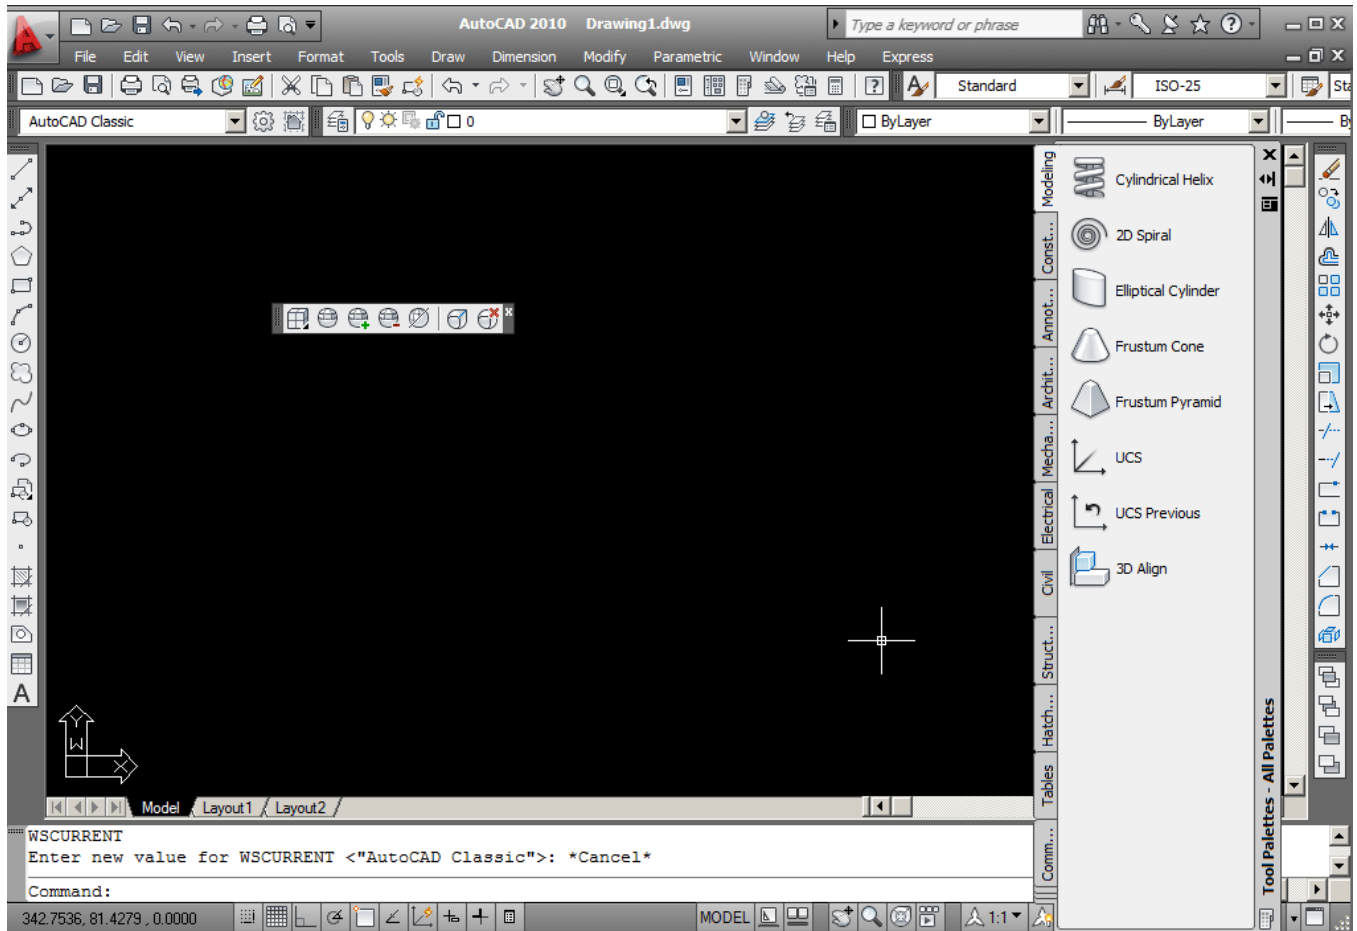 AutoCAD 2010 Drawing1.dwg
Type a keyword or phrase
File Edit View Insert Format Tools Draw Dimension Modify Parametric Window Help Express
Standard ISO-25
AutoCAD Classic 0 ByLayer ByLayer
Modeling
Const...
Annot...
Archit...
Mecha...
Electrical
Civil
Struct...
Hatch...
Tables
Comm...
Cylindrical Helix
2D Spiral
Elliptical Cylinder
Frustum Cone
Frustum Pyramid
UCS
UCS Previous
3D Align
Tool Palettes - All Palettes
A
Y
W
X
Model Layout1 Layout2
WSCURRENT
Enter new value for WSCURRENT <"AutoCAD Classic">: *Cancel*
Command:
342.7536, 81.4279 , 0.0000 MODEL 1:1